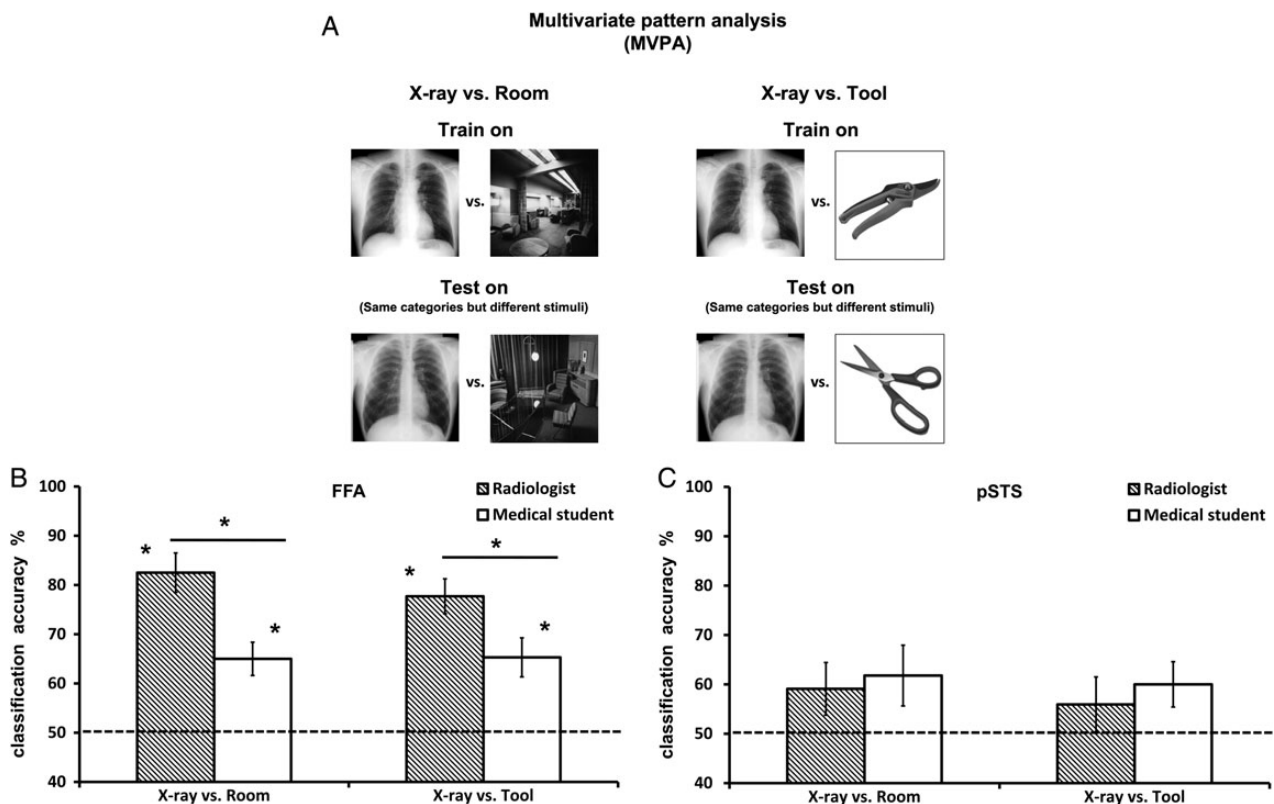 A
Multivariate pattern analysis
(MVPA)
X-ray vs. Room
Train on
vs.
Test on
(Same categories but different stimuli)
vs.
X-ray vs. Tool
Train on
vs.
Test on
(Same categories but different stimuli)
vs.
B
FFA
Radiologist
Medical student
classification accuracy %
100
90
80
70
60
50
40
*
*
*
*
*
*
X-ray vs. Room
X-ray vs. Tool
C
pSTS
Radiologist
Medical student
classification accuracy %
100
90
80
70
60
50
40
X-ray vs. Room
X-ray vs. Tool